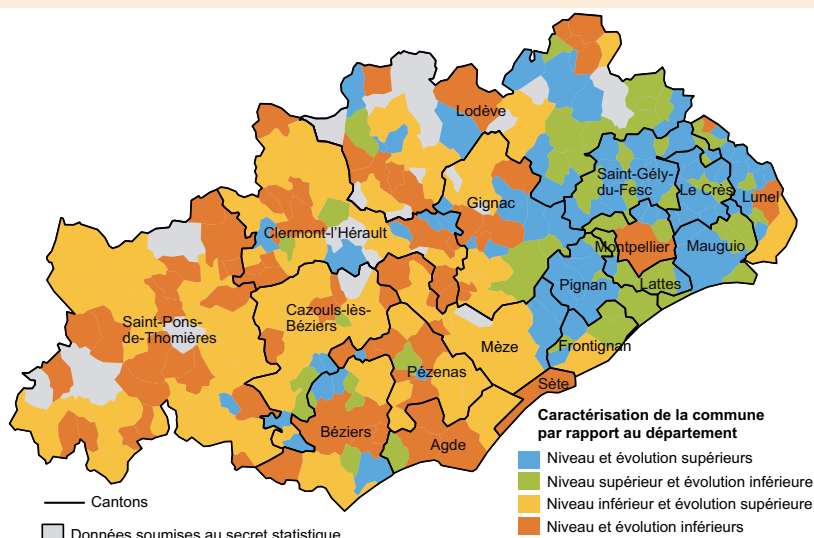 Lodève
Saint-Gély-
du-Fesc
Le Crès
Lunel
Gignac
Clermont-l'Hérault
Montpellier
Mauguio
Pignan
Lattes
Cazouls-lès-
Béziers
Saint-Pons-
de-Thomières
Mèze
Frontignan
Pézenas
Sète
Béziers
Agde
Caractérisation de la commune
par rapport au département
Niveau et évolution supérieurs
Niveau supérieur et évolution inférieure
Niveau inférieur et évolution supérieure
Niveau et évolution inférieurs
Cantons
Données soumises au secret statistique